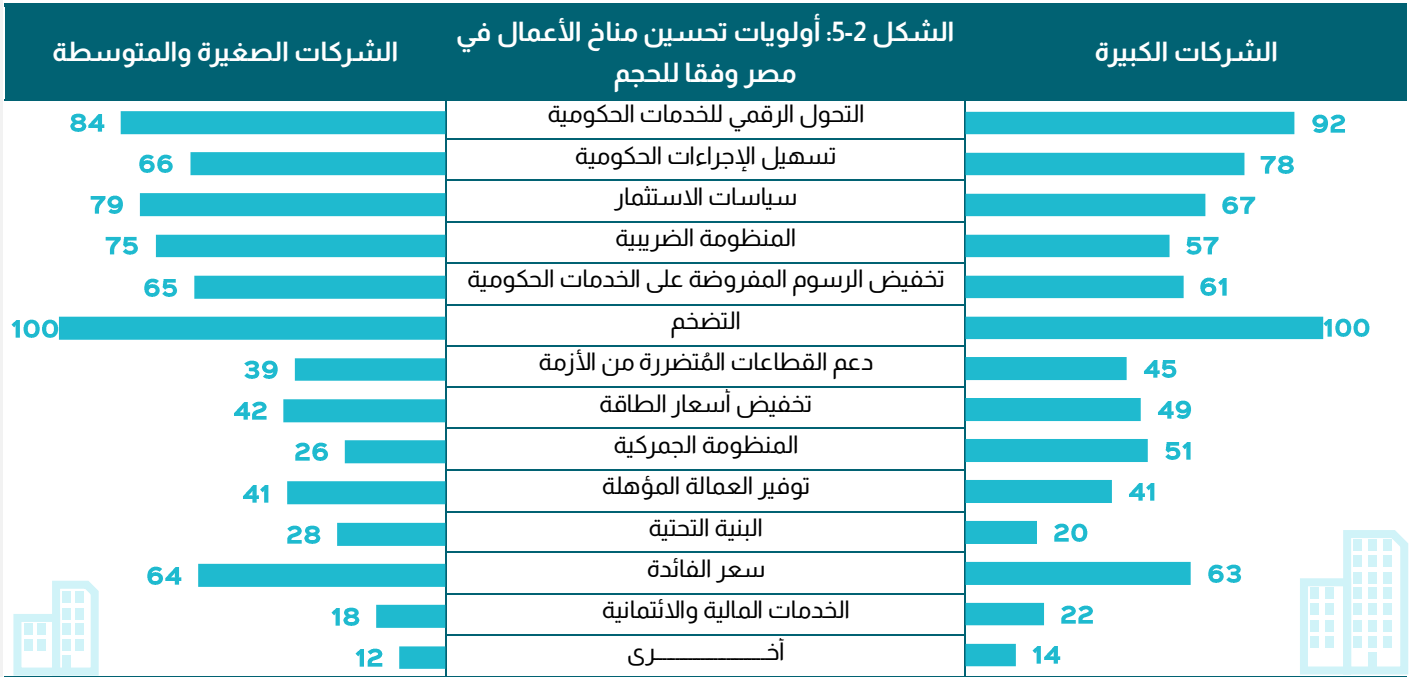 الشركات الكبيرة
الشكل 2-5: أولويات تحسين مناخ الأعمال في
مصر وفقا للحجم
الشركات الصغيرة والمتوسطة
92 التحول الرقمي للخدمات الحكومية 84
78 تسهيل الإجراءات الحكومية 66
67 سياسات الاستثمار 79
57 المنظومة الضريبية 75
61 تخفيض الرسوم المفروضة على الخدمات الحكومية 65
100 التضخم 100
45 دعم القطاعات المُتضررة من الأزمة 39
49 تخفيض أسعار الطاقة 42
51 المنظومة الجمركية 26
41 توفير العمالة المؤهلة 41
20 البنية التحتية 28
63 سعر الفائدة 64
22 الخدمات المالية والائتمانية 18
14 أخـــــــــــرى 12